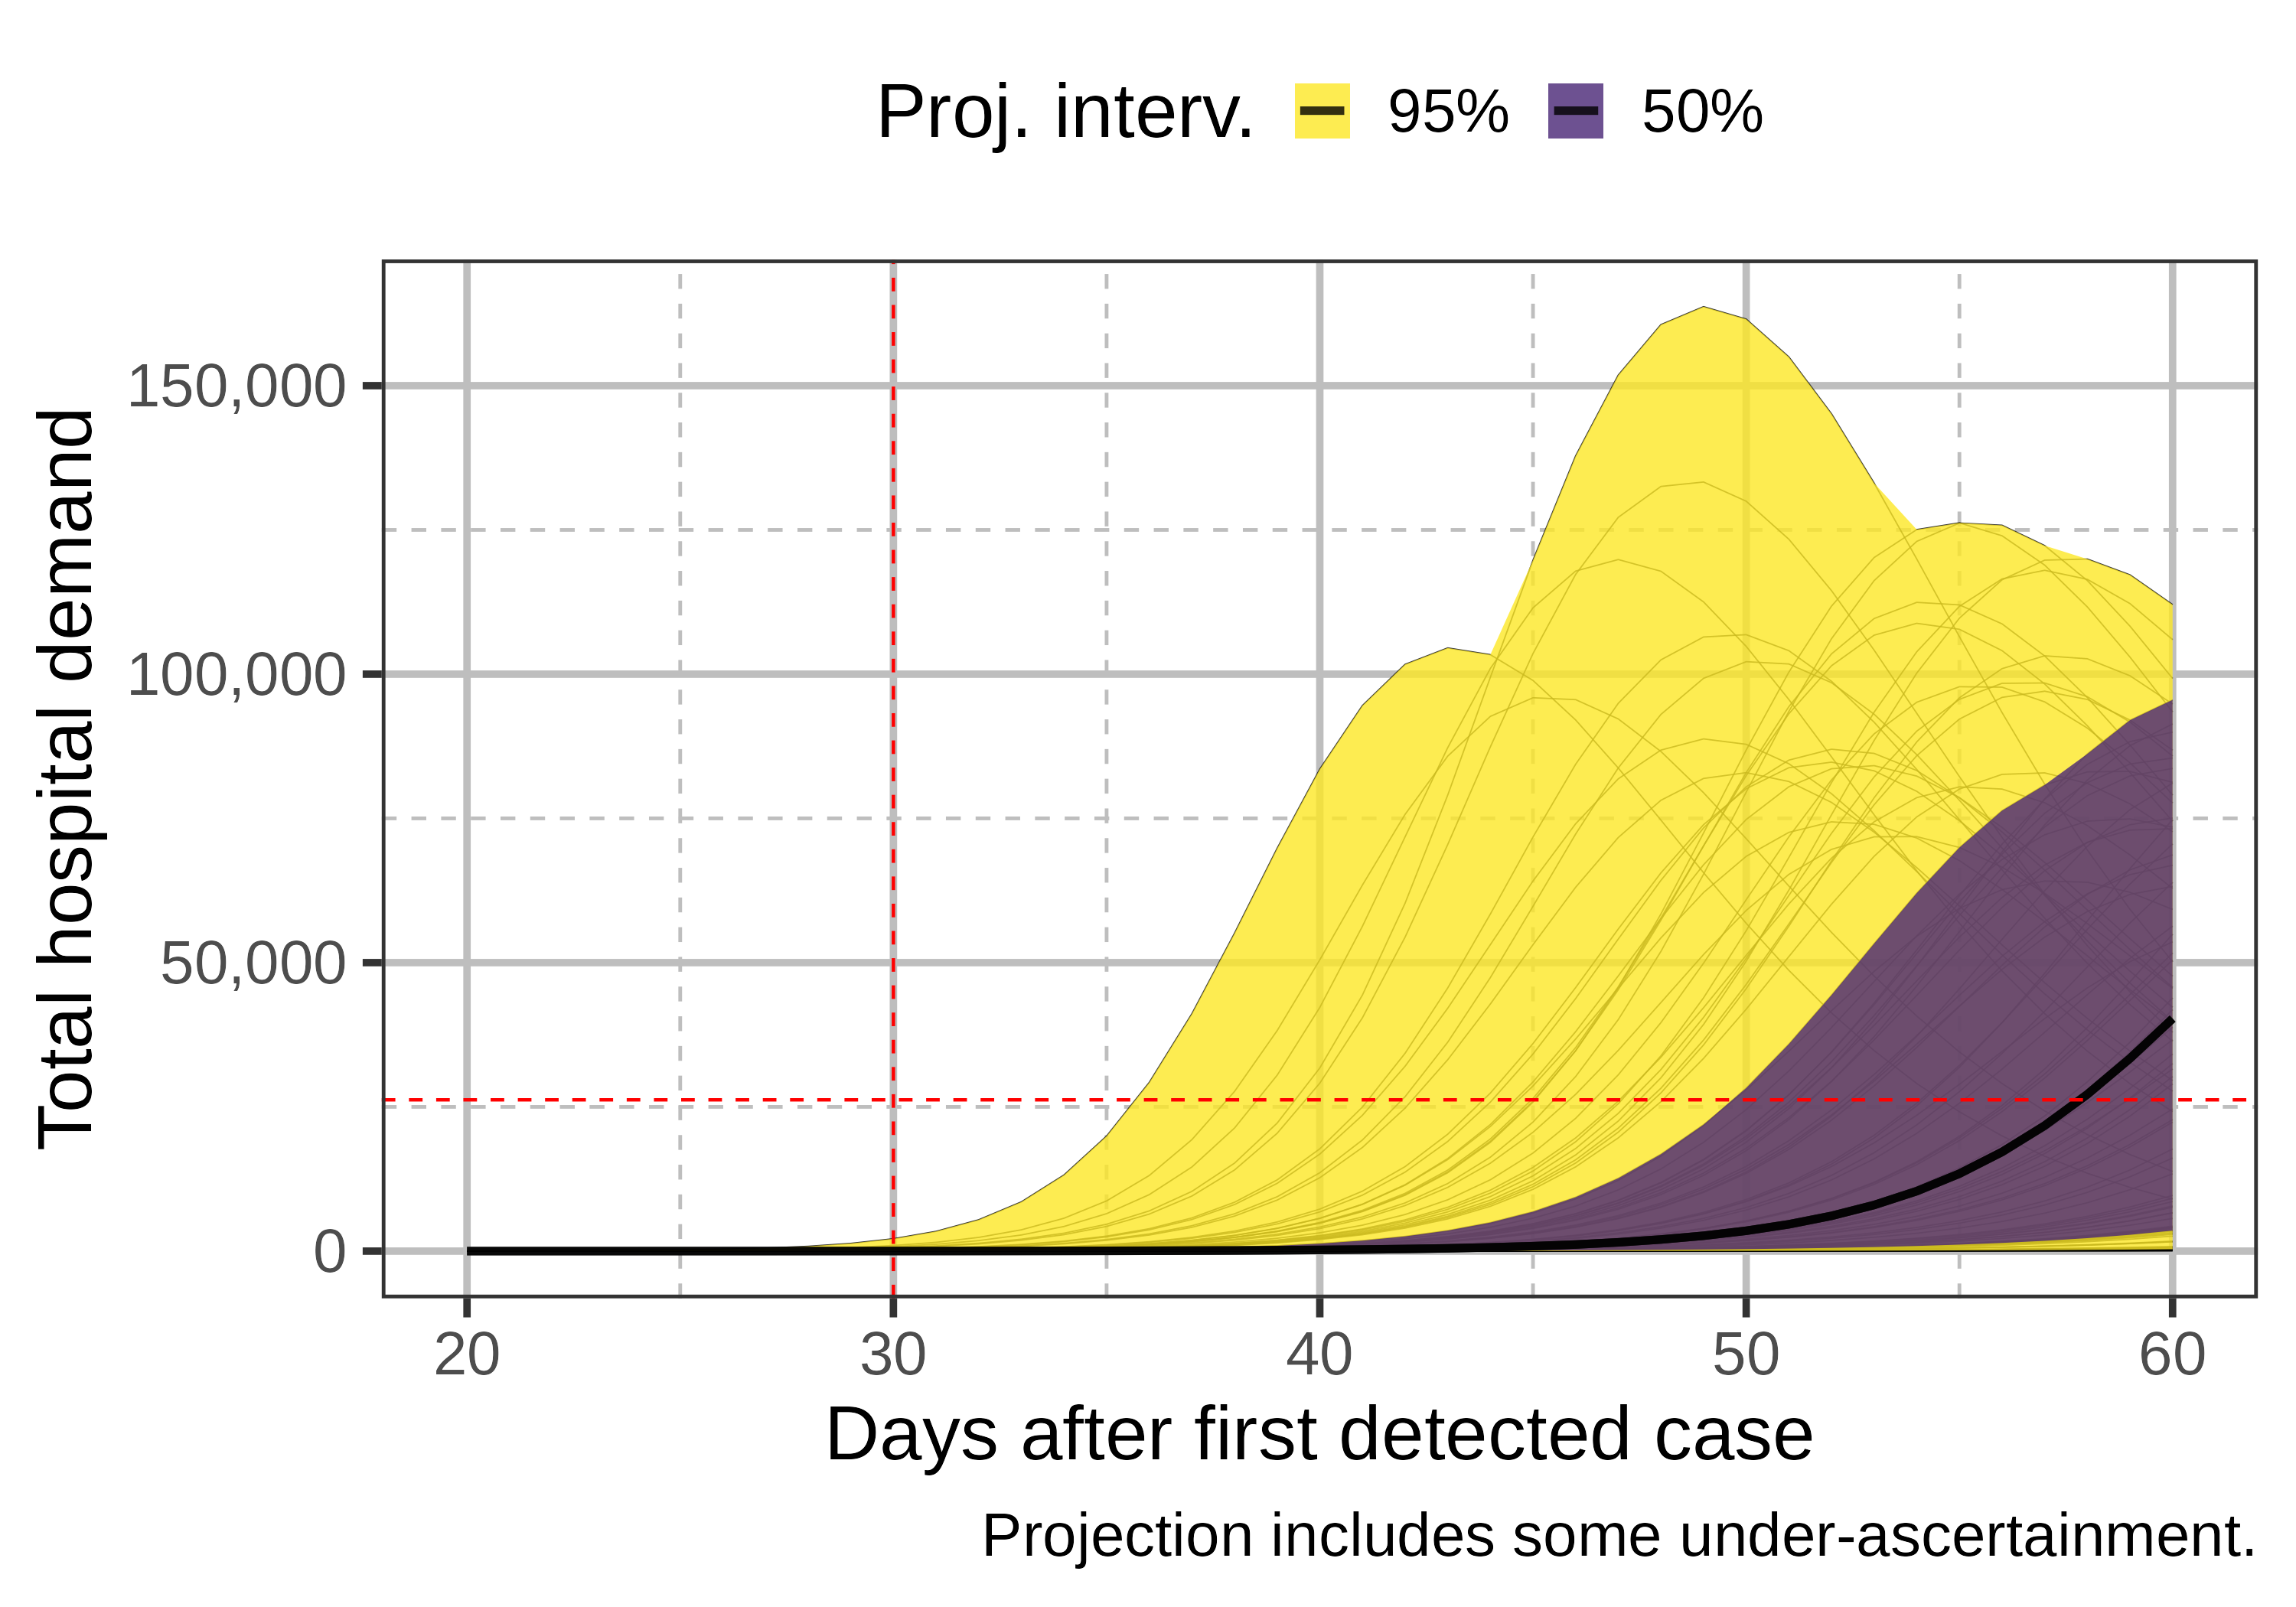 Proj. interv. 95% 50%
Total hospital demand
150,000
100,000
50,000
0
20 30 40 50 60
Days after first detected case
Projection includes some under-ascertainment.